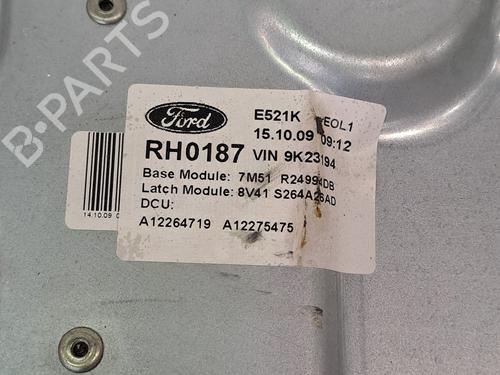 B-PARTS
Ford
E521K EOL1
15.10.09 09:12
RH0187 VIN 9K23194
Base Module: 7M51 R24994DB
Latch Module: 8V41 S264A26AD
DCU:
A12264719 A12275475
14.10.09